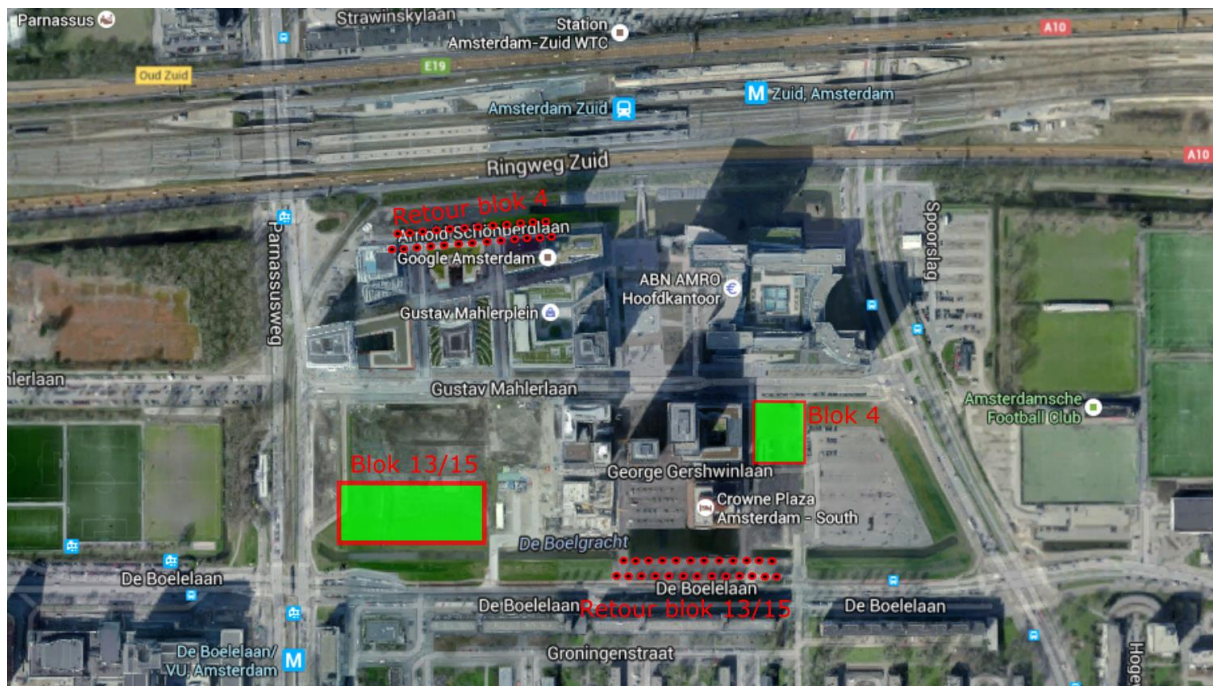 Parnassus
Strawinskylaan
Station
Amsterdam-Zuid WTC
A10
E19
Oud Zuid
Amsterdam Zuid
M Zuid, Amsterdam
Ringweg Zuid
A10
Retour blok 4
Arnold Schönberglaan
Google Amsterdam
Parnassusweg
Spoorslag
ABN AMRO
Hoofdkantoor
€
Gustav Mahlerplein
hlerlaan
Gustav Mahlerlaan
Amsterdamsche
Football Club
Blok 4
Blok 13/15
George Gershwinlaan
Crowne Plaza
Amsterdam - South
De Boelgracht
De Boelelaan
De Boelelaan
De Boelelaan
Retour blok 13/15
De Boelelaan
De Boelelaan/
VU, Amsterdam
M
Groningenstraat
Hoge